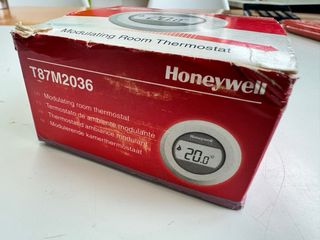 Modulating Room Thermostat
T87M2036
Honeywell
Modulating room thermostat
Termostato de ambiente modulante
Thermostat ambiance modulant
Modulerende kamerthermostaat
Honeywell
20.0°